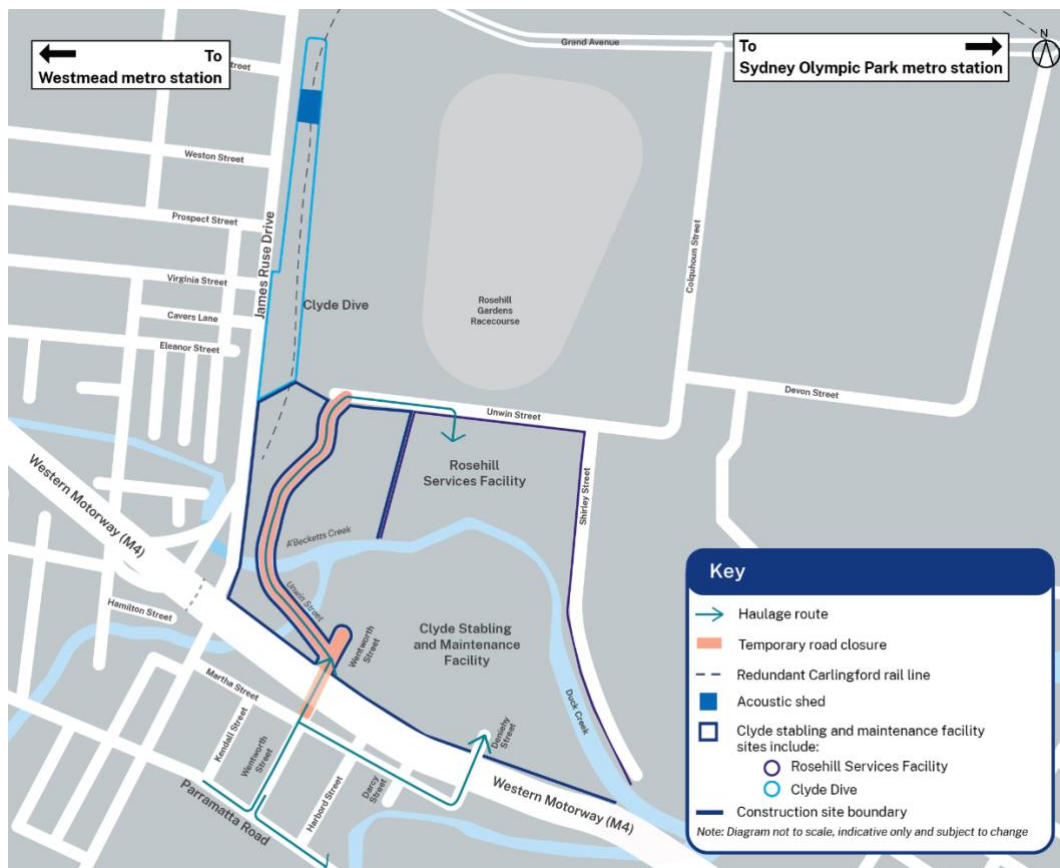 To
Westmead metro station
To
Sydney Olympic Park metro station
N
Grand Avenue
Street
Weston Street
Prospect Street
Virginia Street
Cavers Lane
Eleanor Street
James Ruse Drive
Clyde Dive
Rosehill
Gardens
Racecourse
Colquhoun Street
Devon Street
Unwin Street
Rosehill
Services Facility
Shirley Street
Western Motorway (M4)
A'Becketts Creek
Unwin Street
Hamilton Street
Wentworth
Street
Clyde Stabling
and Maintenance
Facility
Duck Creek
Martha Street
Kendall Street
Wentworth
Street
Harbord Street
Darcy
Street
Deniehy
Street
Parramatta Road
Western Motorway (M4)
Key
Haulage route
Temporary road closure
Redundant Carlingford rail line
Acoustic shed
Clyde stabling and maintenance facility
sites include:
Rosehill Services Facility
Clyde Dive
Construction site boundary
Note: Diagram not to scale, indicative only and subject to change